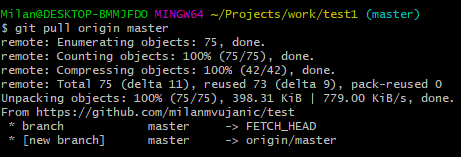 Milan@DESKTOP-BMMJFDO MINGW64 ~/Projects/work/test1 (master)
$ git pull origin master
remote: Enumerating objects: 75, done.
remote: Counting objects: 100% (75/75), done.
remote: Compressing objects: 100% (42/42), done.
remote: Total 75 (delta 11), reused 73 (delta 9), pack-reused 0
Unpacking objects: 100% (75/75), 398.31 KiB | 779.00 KiB/s, done.
From https://github.com/milanmvujanic/test
 * branch            master     -> FETCH_HEAD
 * [new branch]      master     -> origin/master